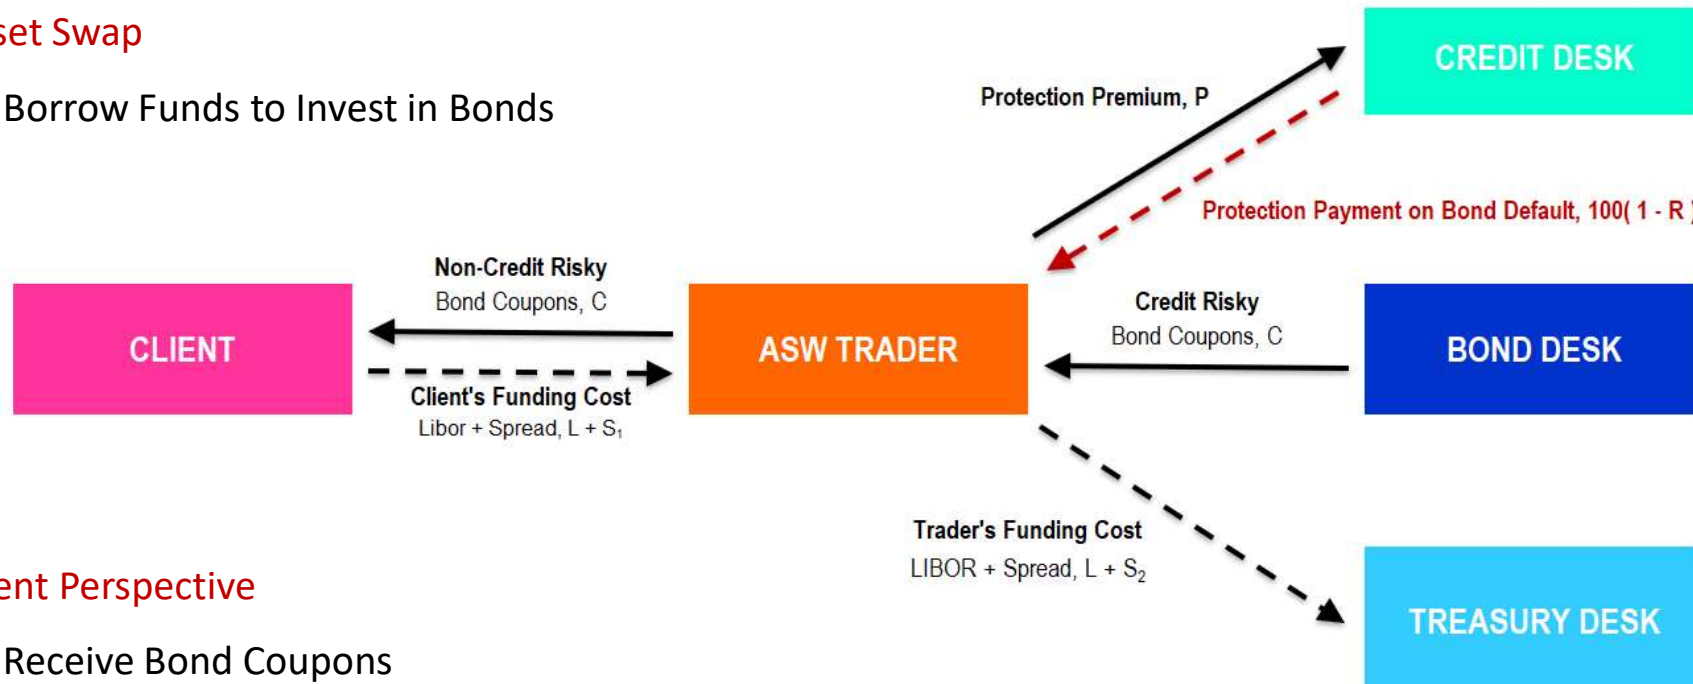 set Swap
Borrow Funds to Invest in Bonds
CREDIT DESK
Protection Premium, P
Protection Payment on Bond Default, 100( 1 - R )
Non-Credit Risky
Bond Coupons, C
Credit Risky
Bond Coupons, C
CLIENT
ASW TRADER
BOND DESK
Client's Funding Cost
Libor + Spread, L + S₁
Trader's Funding Cost
LIBOR + Spread, L + S₂
ent Perspective
TREASURY DESK
Receive Bond Coupons